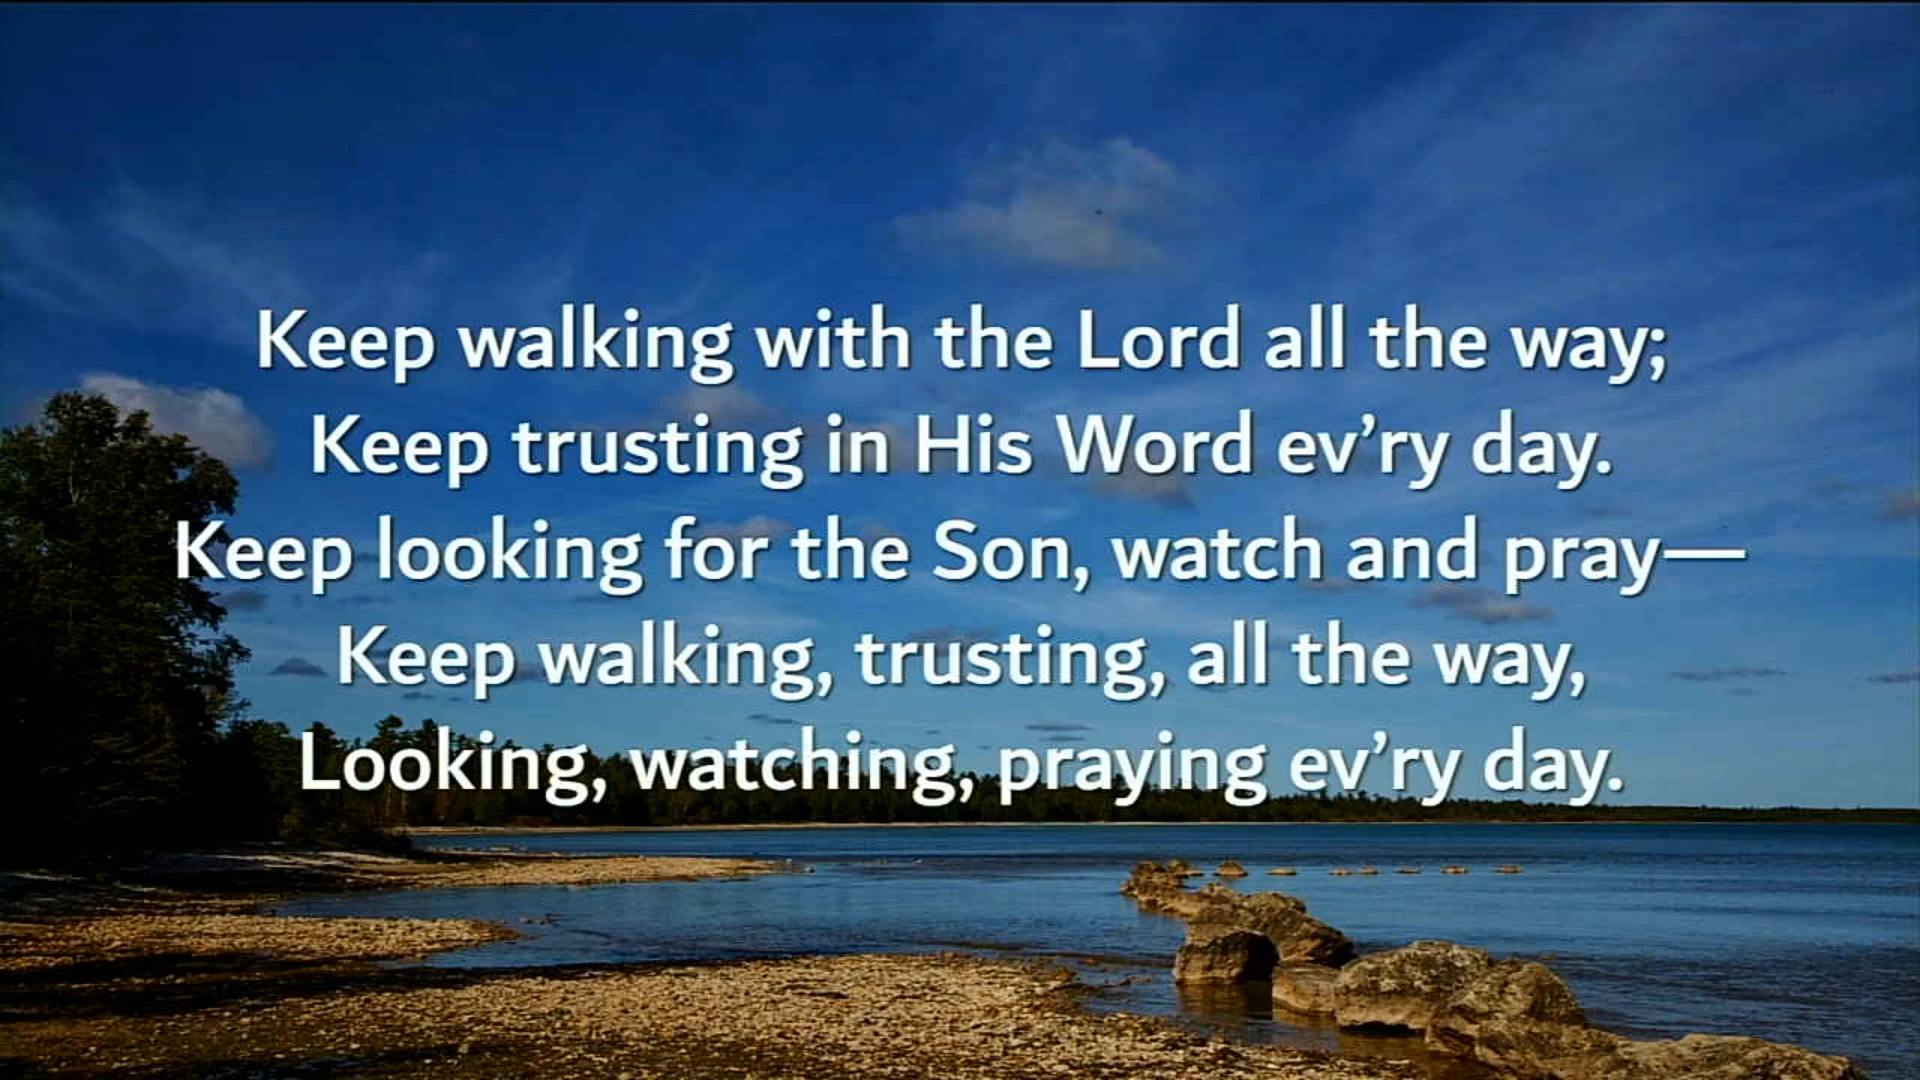 Keep walking with the Lord all the way;
Keep trusting in His Word ev’ry day.
Keep looking for the Son, watch and pray—
Keep walking, trusting, all the way,
Looking, watching, praying ev’ry day.